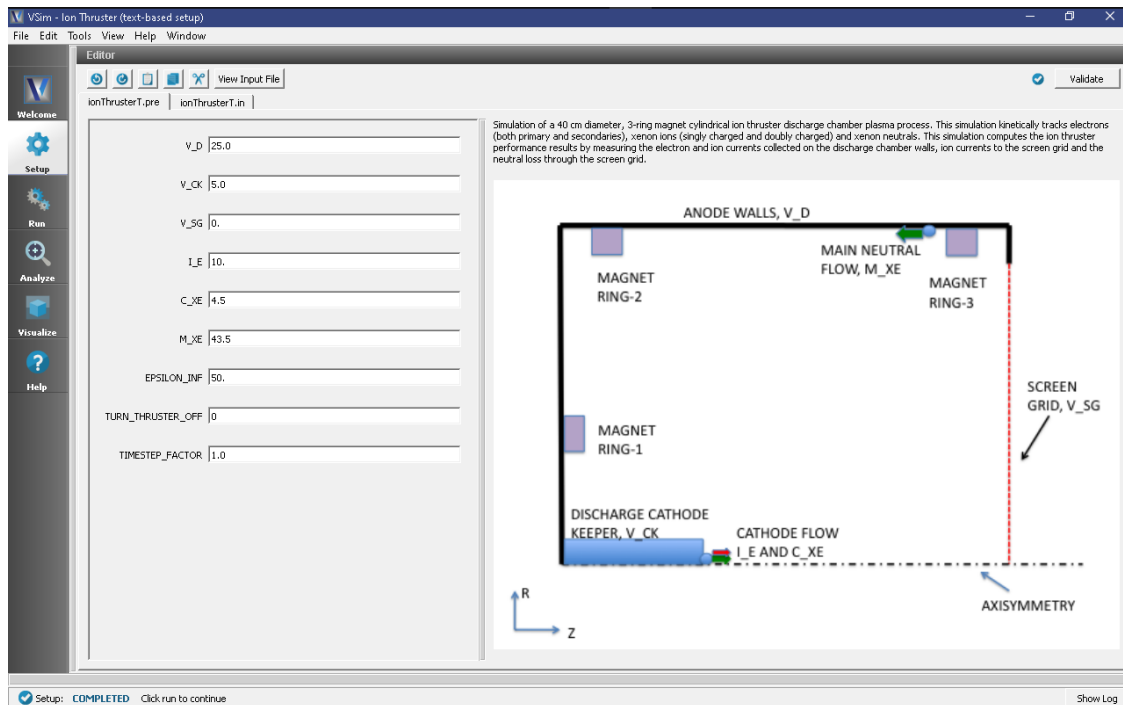 VSim - Ion Thruster (text-based setup)
File Edit Tools View Help Window
Editor
View Input File
Validate
ionThrusterT.pre
ionThrusterT.in
Welcome
Setup
Run
Analyze
Visualize
Help
V_D 25.0
V_CK 5.0
V_SG 0.
I_E 10.
C_XE 4.5
M_XE 43.5
EPSILON_INF 50.
TURN_THRUSTER_OFF 0
TIMESTEP_FACTOR 1.0
Simulation of a 40 cm diameter, 3-ring magnet cylindrical ion thruster discharge chamber plasma process. This simulation kinetically tracks electrons
(both primary and secondaries), xenon ions (singly charged and doubly charged) and xenon neutrals. This simulation computes the ion thruster
performance results by measuring the electron and ion currents collected on the discharge chamber walls, ion currents to the screen grid and the
neutral loss through the screen grid.
ANODE WALLS, V_D
MAIN NEUTRAL
FLOW, M_XE
MAGNET
RING-2
MAGNET
RING-3
SCREEN
GRID, V_SG
MAGNET
RING-1
DISCHARGE CATHODE
KEEPER, V_CK
CATHODE FLOW
I_E AND C_XE
AXISYMMETRY
R
Z
Setup: COMPLETED Click run to continue
Show Log